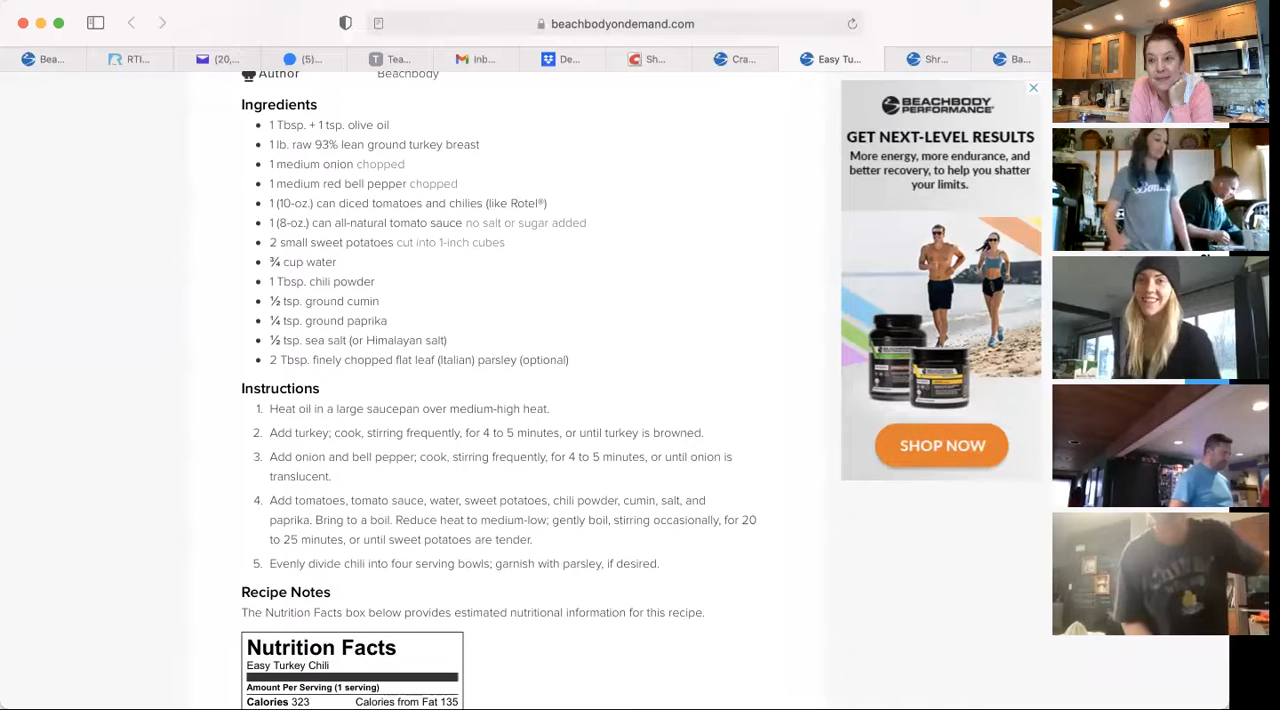 beachbodyondemand.com
Bea...
RTI...
(20,...
(5)...
Tea...
Inb...
De...
Sh...
Cra...
Easy Tu...
Shr...
Ba...
Author Beachbody
Ingredients
1 Tbsp. + 1 tsp. olive oil
1 lb. raw 93% lean ground turkey breast
1 medium onion chopped
1 medium red bell pepper chopped
1 (10-oz.) can diced tomatoes and chilies (like Rotel®)
1 (8-oz.) can all-natural tomato sauce no salt or sugar added
2 small sweet potatoes cut into 1-inch cubes
¾ cup water
1 Tbsp. chili powder
½ tsp. ground cumin
¼ tsp. ground paprika
½ tsp. sea salt (or Himalayan salt)
2 Tbsp. finely chopped flat leaf (Italian) parsley (optional)
Instructions
1. Heat oil in a large saucepan over medium-high heat.
2. Add turkey; cook, stirring frequently, for 4 to 5 minutes, or until turkey is browned.
3. Add onion and bell pepper; cook, stirring frequently, for 4 to 5 minutes, or until onion is
translucent.
4. Add tomatoes, tomato sauce, water, sweet potatoes, chili powder, cumin, salt, and
paprika. Bring to a boil. Reduce heat to medium-low; gently boil, stirring occasionally, for 20
to 25 minutes, or until sweet potatoes are tender.
5. Evenly divide chili into four serving bowls; garnish with parsley, if desired.
Recipe Notes
The Nutrition Facts box below provides estimated nutritional information for this recipe.
Nutrition Facts
Easy Turkey Chili
Amount Per Serving (1 serving)
Calories 323 Calories from Fat 135
BEACHBODY
PERFORMANCE
GET NEXT-LEVEL RESULTS
More energy, more endurance, and
better recovery, to help you shatter
your limits.
SHOP NOW